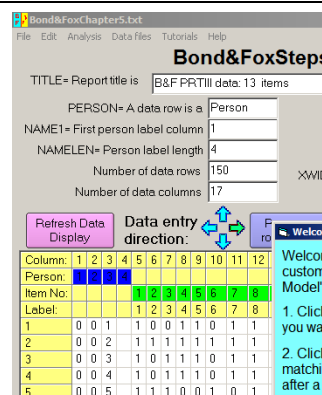 Bond&FoxChapter5.txt
File Edit Analysis Data files Tutorials Help
Bond&FoxSteps
TITLE= Report title is B&F PRTIII data: 13 items
PERSON= A data row is a Person
NAME1= First person label column 1
NAMELEN= Person label length 4
Number of data rows 150
XWI
Number of data columns 17
Refresh Data Display
Data entry direction:
Welco
Column: 1 2 3 4 5 6 7 8 9 10 11 12
Person: 1 2 3 4
Item No: 1 2 3 4 5 6 7 8
Label: 1 2 3 4 5 6 7 8
1 0 0 1 1 0 0 1 1 0 1 1
2 0 0 2 1 1 1 1 1 1 1 1
3 0 0 3 1 1 0 1 1 0 1 1
4 0 0 4 1 0 1 1 1 0 1 1
5 0 0 5 1 1 1 0 0 1 0 1
Welcor
custom
Model'
1. Click
you wa
2. Click
matchi
after a